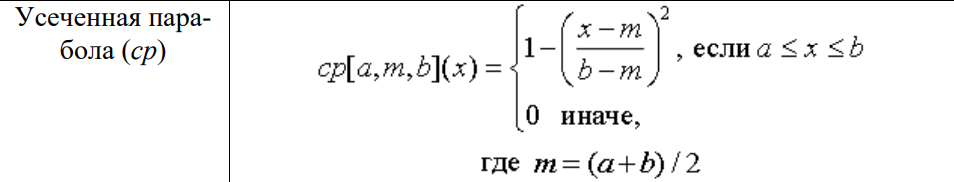 Усеченная пара-
бола (cp)
cp[a,m,b](x) = { 1 − ((x − m) / (b − m))², если a ≤ x ≤ b
0 иначе,
где m = (a + b) / 2